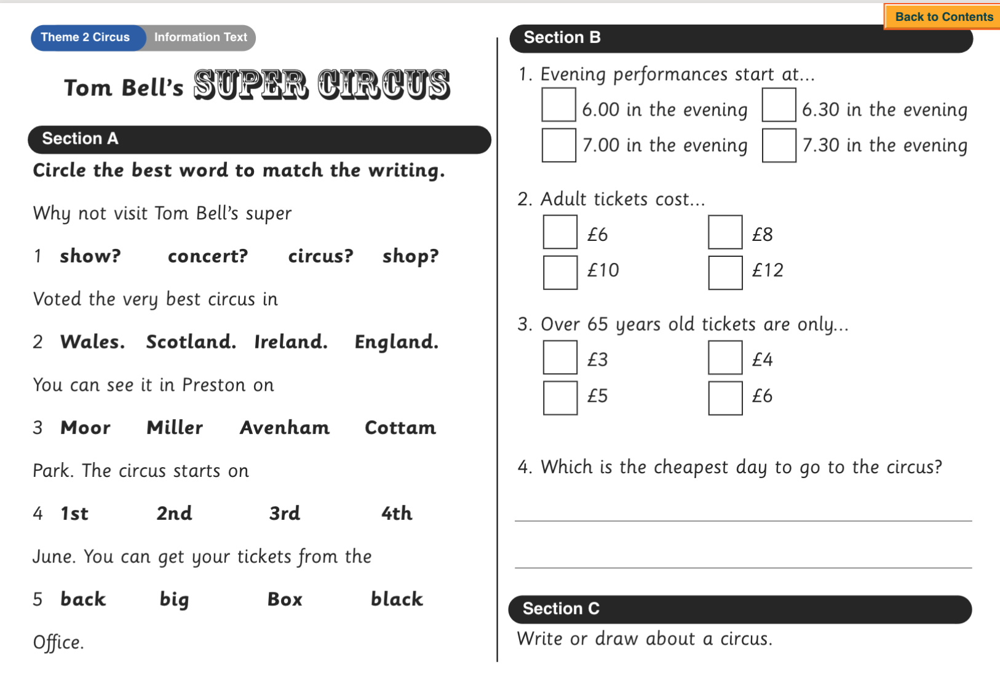 Back to Contents
Theme 2 Circus Information Text
Tom Bell's SUPER CIRCUS
Section A
Circle the best word to match the writing.
Why not visit Tom Bell's super
1 show? concert? circus? shop?
Voted the very best circus in
2 Wales. Scotland. Ireland. England.
You can see it in Preston on
3 Moor Miller Avenham Cottam
Park. The circus starts on
4 1st 2nd 3rd 4th
June. You can get your tickets from the
5 back big Box black
Office.
Section B
1. Evening performances start at...
6.00 in the evening 6.30 in the evening
7.00 in the evening 7.30 in the evening
2. Adult tickets cost...
£6 £8
£10 £12
3. Over 65 years old tickets are only...
£3 £4
£5 £6
4. Which is the cheapest day to go to the circus?
Section C
Write or draw about a circus.